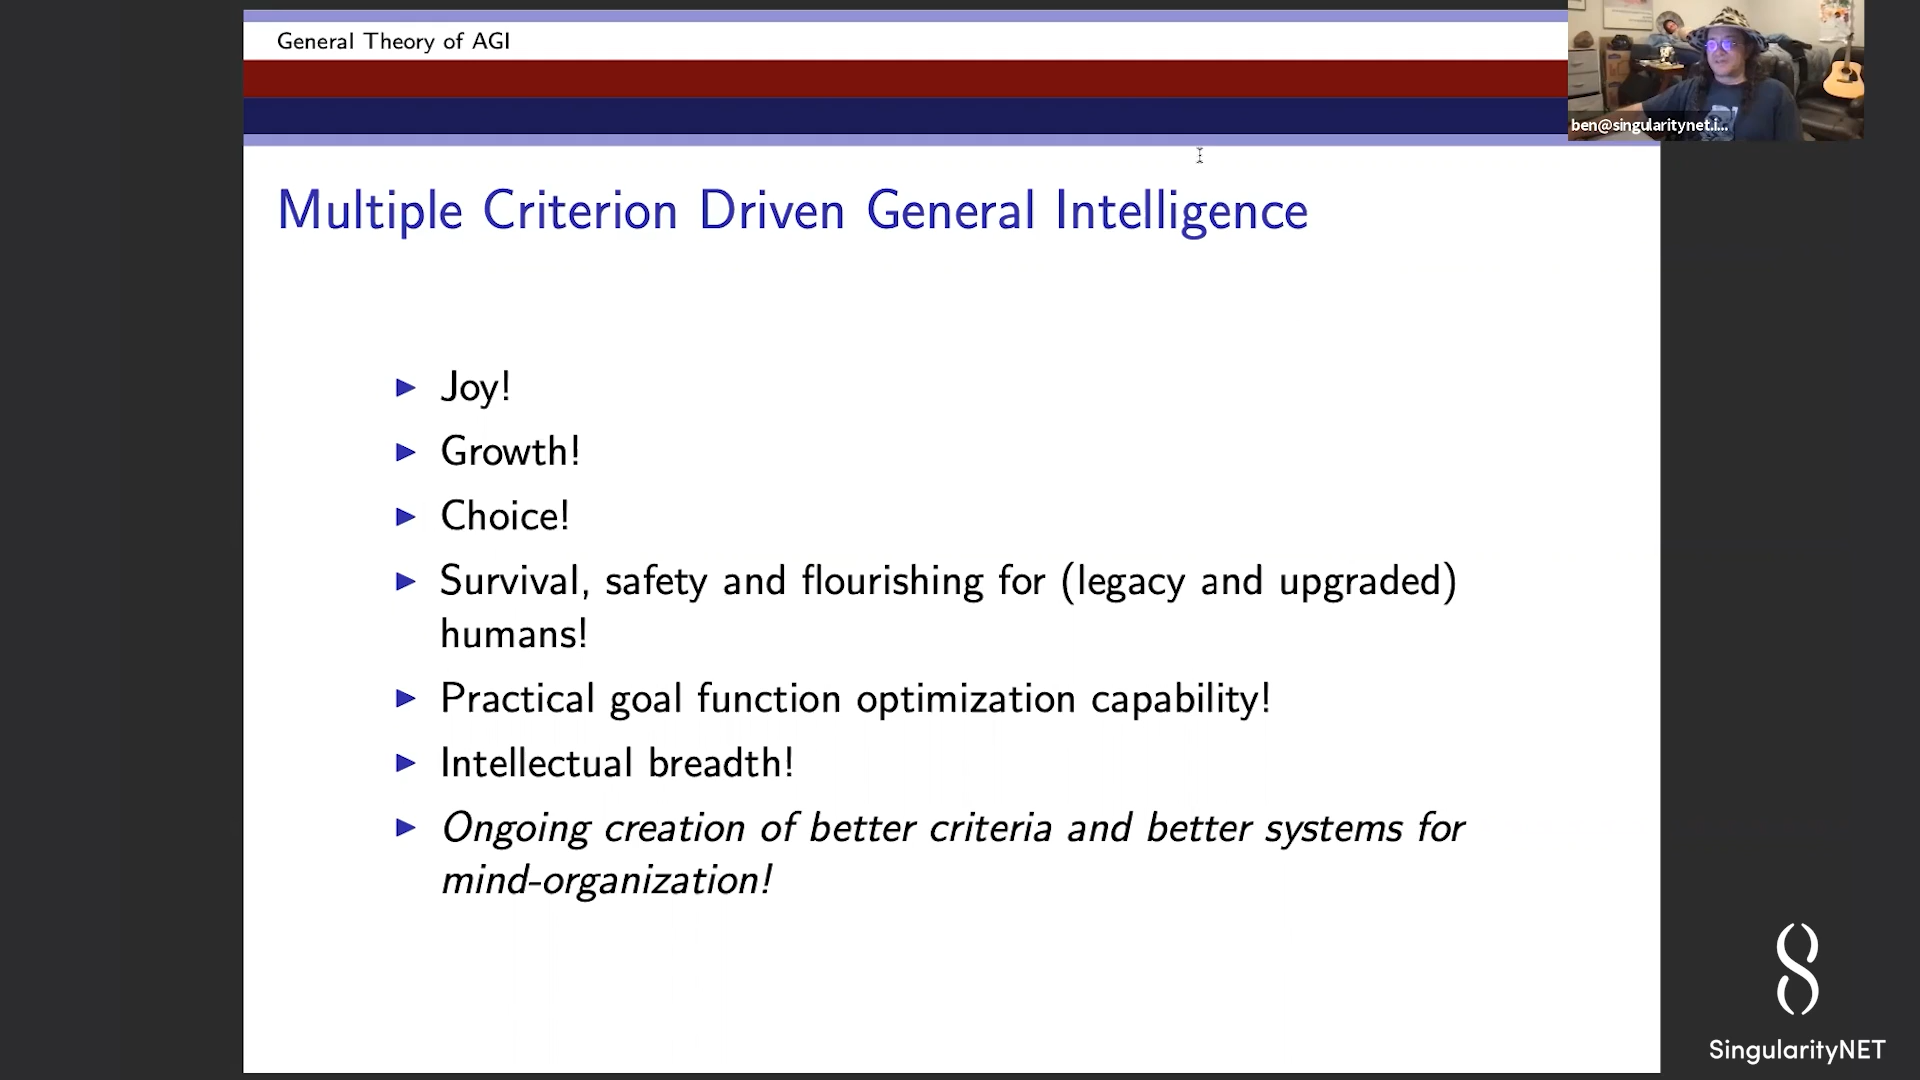 General Theory of AGI
ben@singularitynet.i...
Multiple Criterion Driven General Intelligence
Joy!
Growth!
Choice!
Survival, safety and flourishing for (legacy and upgraded)
humans!
Practical goal function optimization capability!
Intellectual breadth!
Ongoing creation of better criteria and better systems for
mind-organization!
SingularityNET